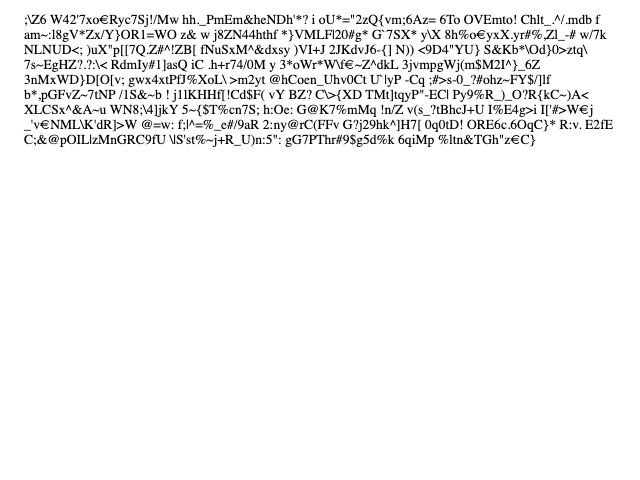 ;\Z6 W42'7xo€Ryc7Sj!/Mw hh._PmEm&heNDh'*? i oU*="2zQ{vm;6Az= 6To OVEmto! Chlt_.^/.mdb f
am~:l8gV*Zx/Y}OR1=WO z& w j8ZN44hthf *}VMLF|20#g* G`7SX* y\X 8h%o€yxX.yr#%,Zl_-# w/7k
NLNUD<; )uX"p[[7Q.Z#^!ZB[ fNuSxM^&dxsy )VI+J 2JKdvJ6-{] N)) <9D4"YU} S&Kb*\Od}0>ztq\
7s~EgHZ?.?:\< RdmIy#1]asQ iC .h+r74/0M y 3*oWr*W\f€~Z^dkL 3jvmpgWj(m$M2I^}_6Z
3nMxWD}D[O[v; gwx4xtPfJ%XoL\ >m2yt @hCoen_Uhv0Ct U`|yP -Cq ;#>s-0_?#ohz~FY$/]lf
b*,pGFvZ~7tNP /1S&~b ! j1lKHHf[!Cd$F( vY BZ? C\>{XD TMt]tqyP"-EC| Py9%R_)_O?R{kC~)A<
XLCSx^&A~u WN8;\4]jkY 5~{$T%cn7S; h:Oe: G@K7%mMq !n/Z v(s_?tBhcJ+U I%E4g>i I['#>W€j
_'v€NML\K'dR]>W @=w: f;l^=%_e#/9aR 2:ny@rC(FFv G?j29hk^]H7[ 0q0tD! ORE6c.6OqC}* R:v. E2fE
C;&@pOIL|zMnGRC9fU \lS'st%~j+R_U)n:5": gG7PThr#9$g5d%k 6qiMp %ltn&TGh"z€C}